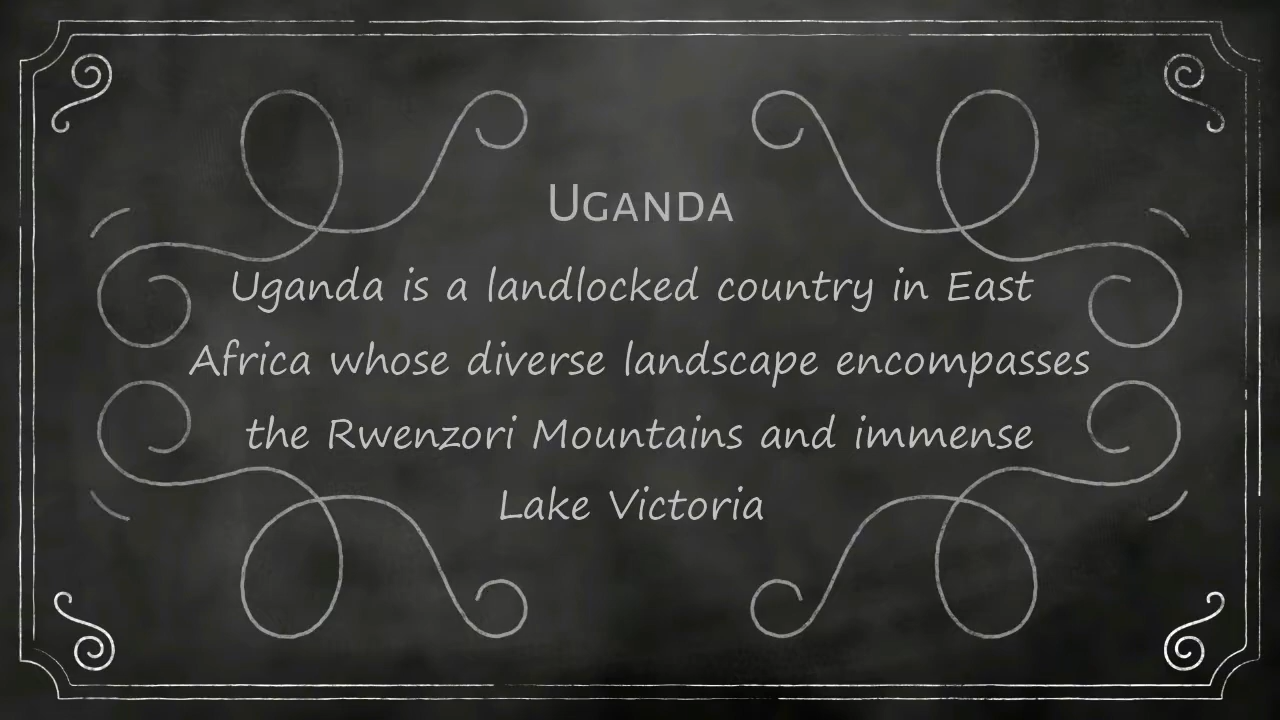 Uganda
Uganda is a landlocked country in East
Africa whose diverse landscape encompasses
the Rwenzori Mountains and immense
Lake Victoria